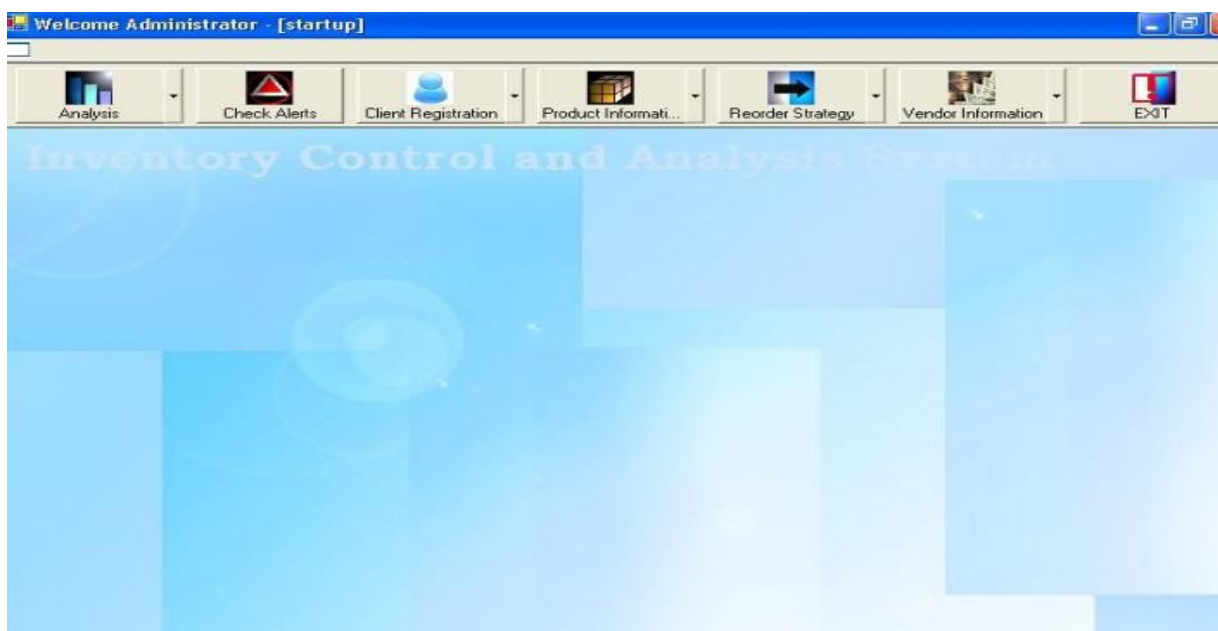 Welcome Administrator - [startup]
Analysis
Check Alerts
Client Registration
Product Informati...
Reorder Strategy
Vendor Information
EXIT
Inventory Control and Analysis System